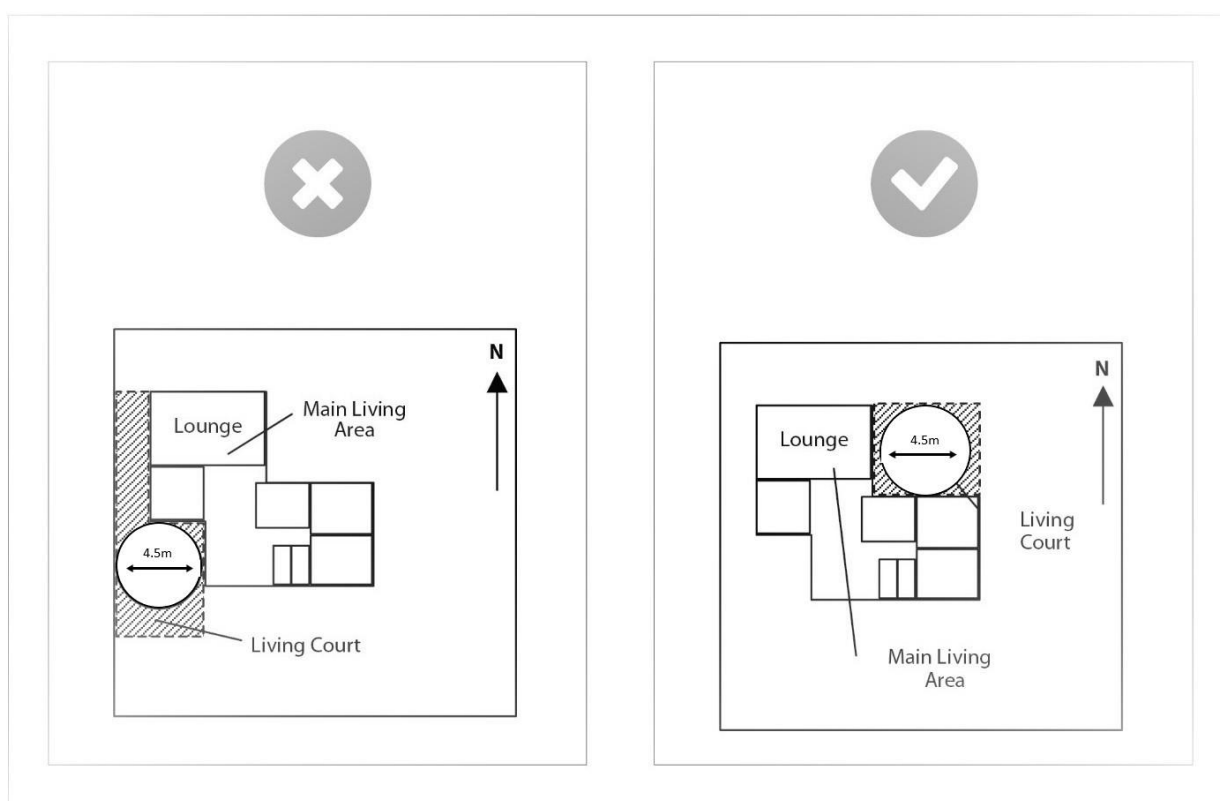 N
Main Living
Area
Lounge
4.5m
Living Court
N
Lounge
4.5m
Living
Court
Main Living
Area